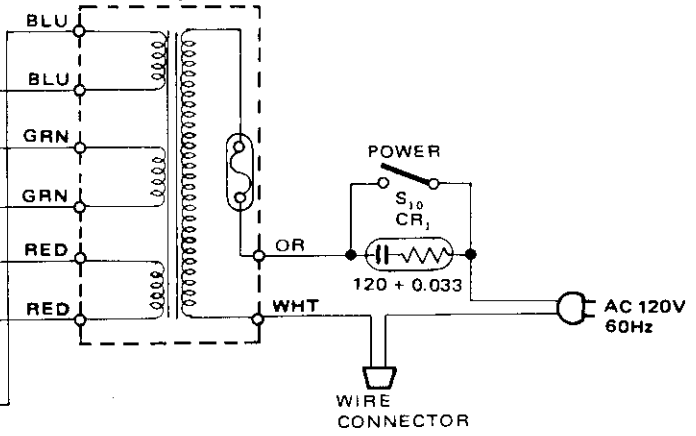 BLU
BLU
GRN
GRN
RED
RED
OR
WHT
POWER
S10
CR1
120 + 0.033
AC 120V
60Hz
WIRE
CONNECTOR